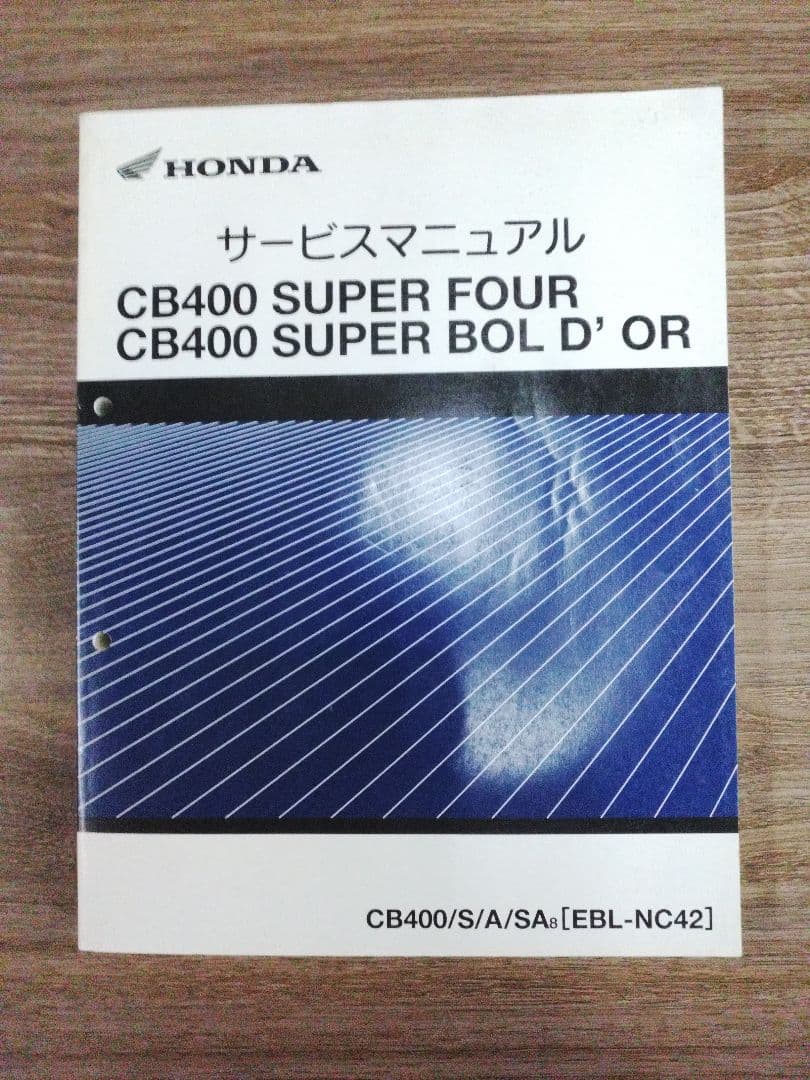 HONDA
サービスマニュアル
CB400 SUPER FOUR
CB400 SUPER BOL D' OR
CB400/S/A/SA8[EBL-NC42]